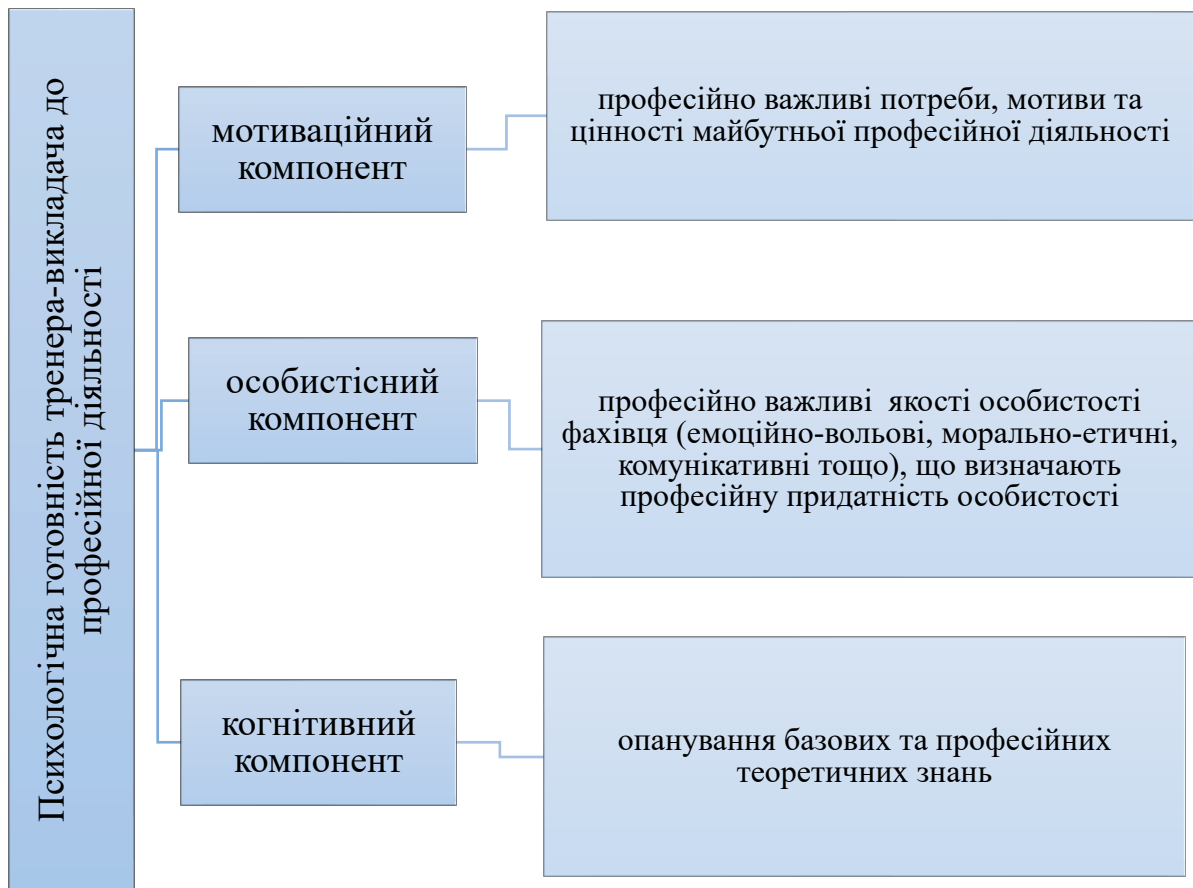 Психологічна готовність тренера-викладача до
професійної діяльності
мотиваційний
компонент
професійно важливі потреби, мотиви та
цінності майбутньої професійної діяльності
особистісний
компонент
професійно важливі якості особистості
фахівця (емоційно-вольові, морально-етичні,
комунікативні тощо), що визначають
професійну придатність особистості
когнітивний
компонент
опанування базових та професійних
теоретичних знань